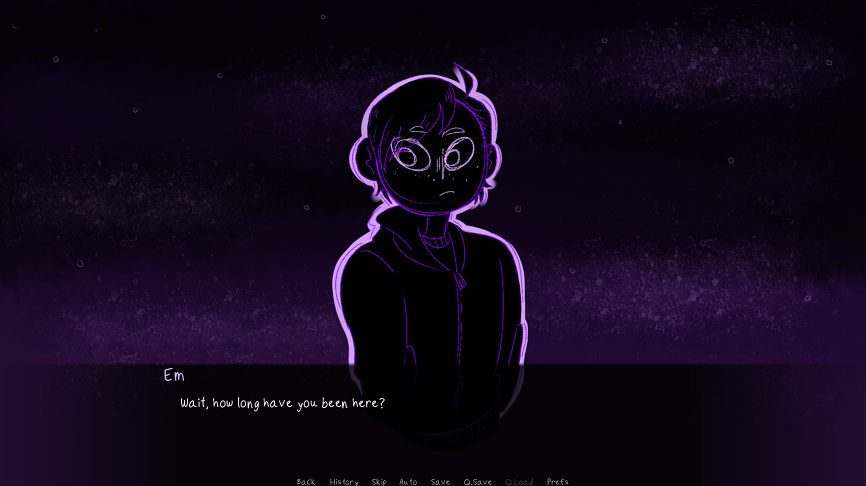 Em
Wait, how long have you been here?
Back History Skip Auto Save Q.Save Q.Load Prefs